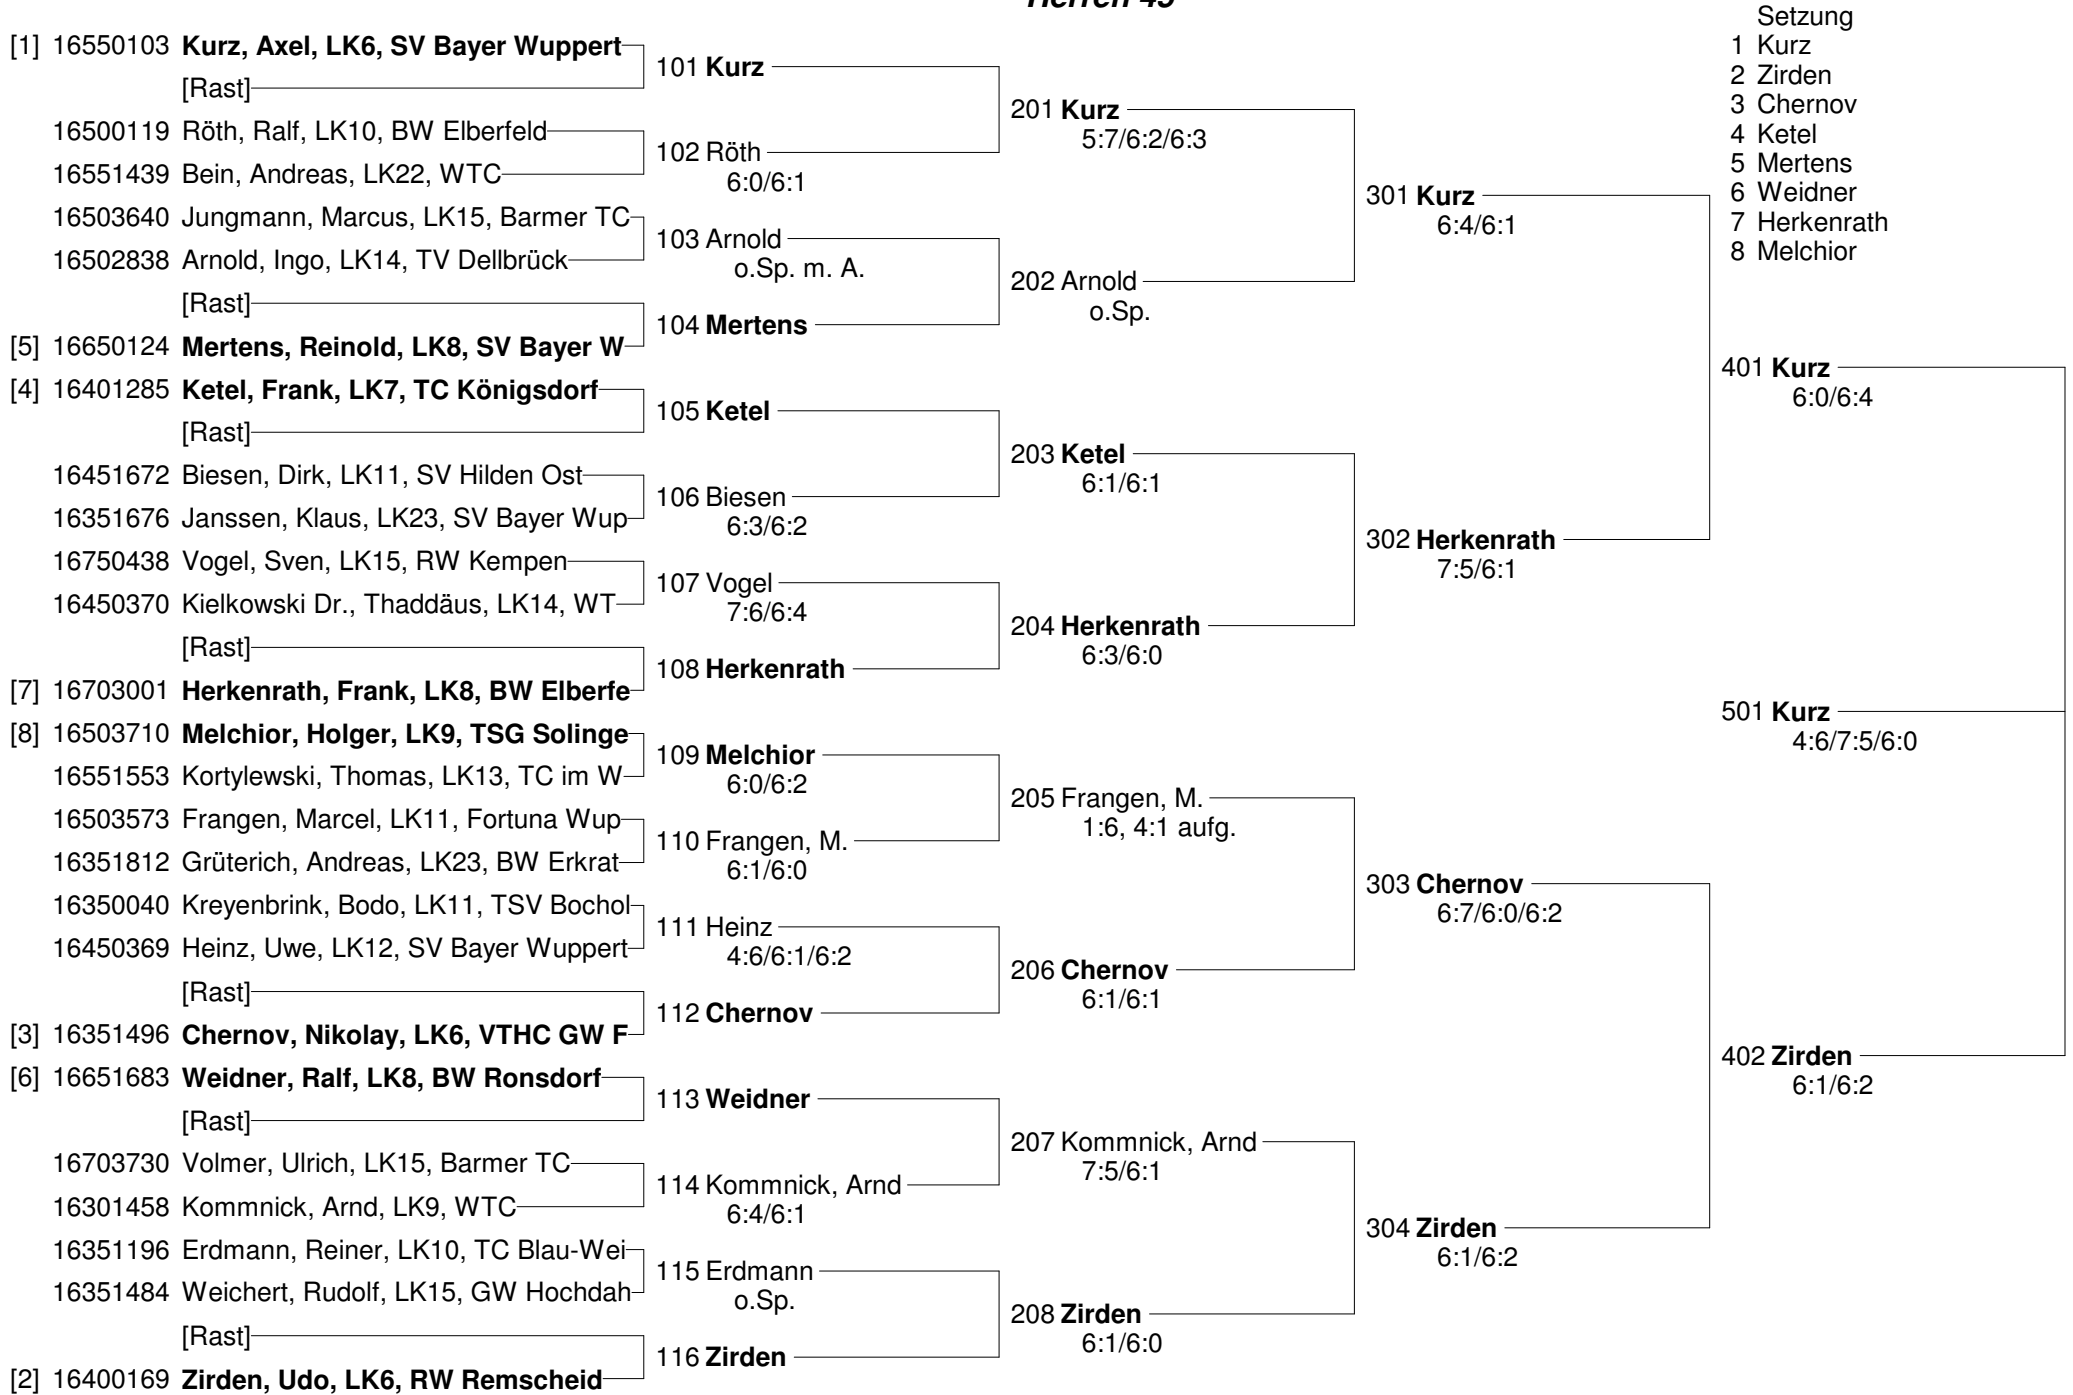 Herren 45
Setzung
1 Kurz
2 Zirden
3 Chernov
4 Ketel
5 Mertens
6 Weidner
7 Herkenrath
8 Melchior
[1] 16550103 Kurz, Axel, LK6, SV Bayer Wuppert
[Rast]
16500119 Röth, Ralf, LK10, BW Elberfeld
16551439 Bein, Andreas, LK22, WTC
16503640 Jungmann, Marcus, LK15, Barmer TC
16502838 Arnold, Ingo, LK14, TV Dellbrück
[Rast]
[5] 16650124 Mertens, Reinold, LK8, SV Bayer W
[4] 16401285 Ketel, Frank, LK7, TC Königsdorf
[Rast]
16451672 Biesen, Dirk, LK11, SV Hilden Ost
16351676 Janssen, Klaus, LK23, SV Bayer Wup
16750438 Vogel, Sven, LK15, RW Kempen
16450370 Kielkowski Dr., Thaddäus, LK14, WT
[Rast]
[7] 16703001 Herkenrath, Frank, LK8, BW Elberfe
[8] 16503710 Melchior, Holger, LK9, TSG Solinge
16551553 Kortylewski, Thomas, LK13, TC im W
16503573 Frangen, Marcel, LK11, Fortuna Wup
16351812 Grüterich, Andreas, LK23, BW Erkrat
16350040 Kreyenbrink, Bodo, LK11, TSV Bochol
16450369 Heinz, Uwe, LK12, SV Bayer Wuppert
[Rast]
[3] 16351496 Chernov, Nikolay, LK6, VTHC GW F
[6] 16651683 Weidner, Ralf, LK8, BW Ronsdorf
[Rast]
16703730 Volmer, Ulrich, LK15, Barmer TC
16301458 Kommnick, Arnd, LK9, WTC
16351196 Erdmann, Reiner, LK10, TC Blau-Wei
16351484 Weichert, Rudolf, LK15, GW Hochdah
[Rast]
[2] 16400169 Zirden, Udo, LK6, RW Remscheid
101 Kurz
102 Röth
6:0/6:1
103 Arnold
o.Sp. m. A.
104 Mertens
105 Ketel
106 Biesen
6:3/6:2
107 Vogel
7:6/6:4
108 Herkenrath
109 Melchior
6:0/6:2
110 Frangen, M.
6:1/6:0
111 Heinz
4:6/6:1/6:2
112 Chernov
113 Weidner
114 Kommnick, Arnd
6:4/6:1
115 Erdmann
o.Sp.
116 Zirden
201 Kurz
5:7/6:2/6:3
202 Arnold
o.Sp.
203 Ketel
6:1/6:1
204 Herkenrath
6:3/6:0
205 Frangen, M.
1:6, 4:1 aufg.
206 Chernov
6:1/6:1
207 Kommnick, Arnd
7:5/6:1
208 Zirden
6:1/6:0
301 Kurz
6:4/6:1
302 Herkenrath
7:5/6:1
303 Chernov
6:7/6:0/6:2
304 Zirden
6:1/6:2
401 Kurz
6:0/6:4
501 Kurz
4:6/7:5/6:0
402 Zirden
6:1/6:2